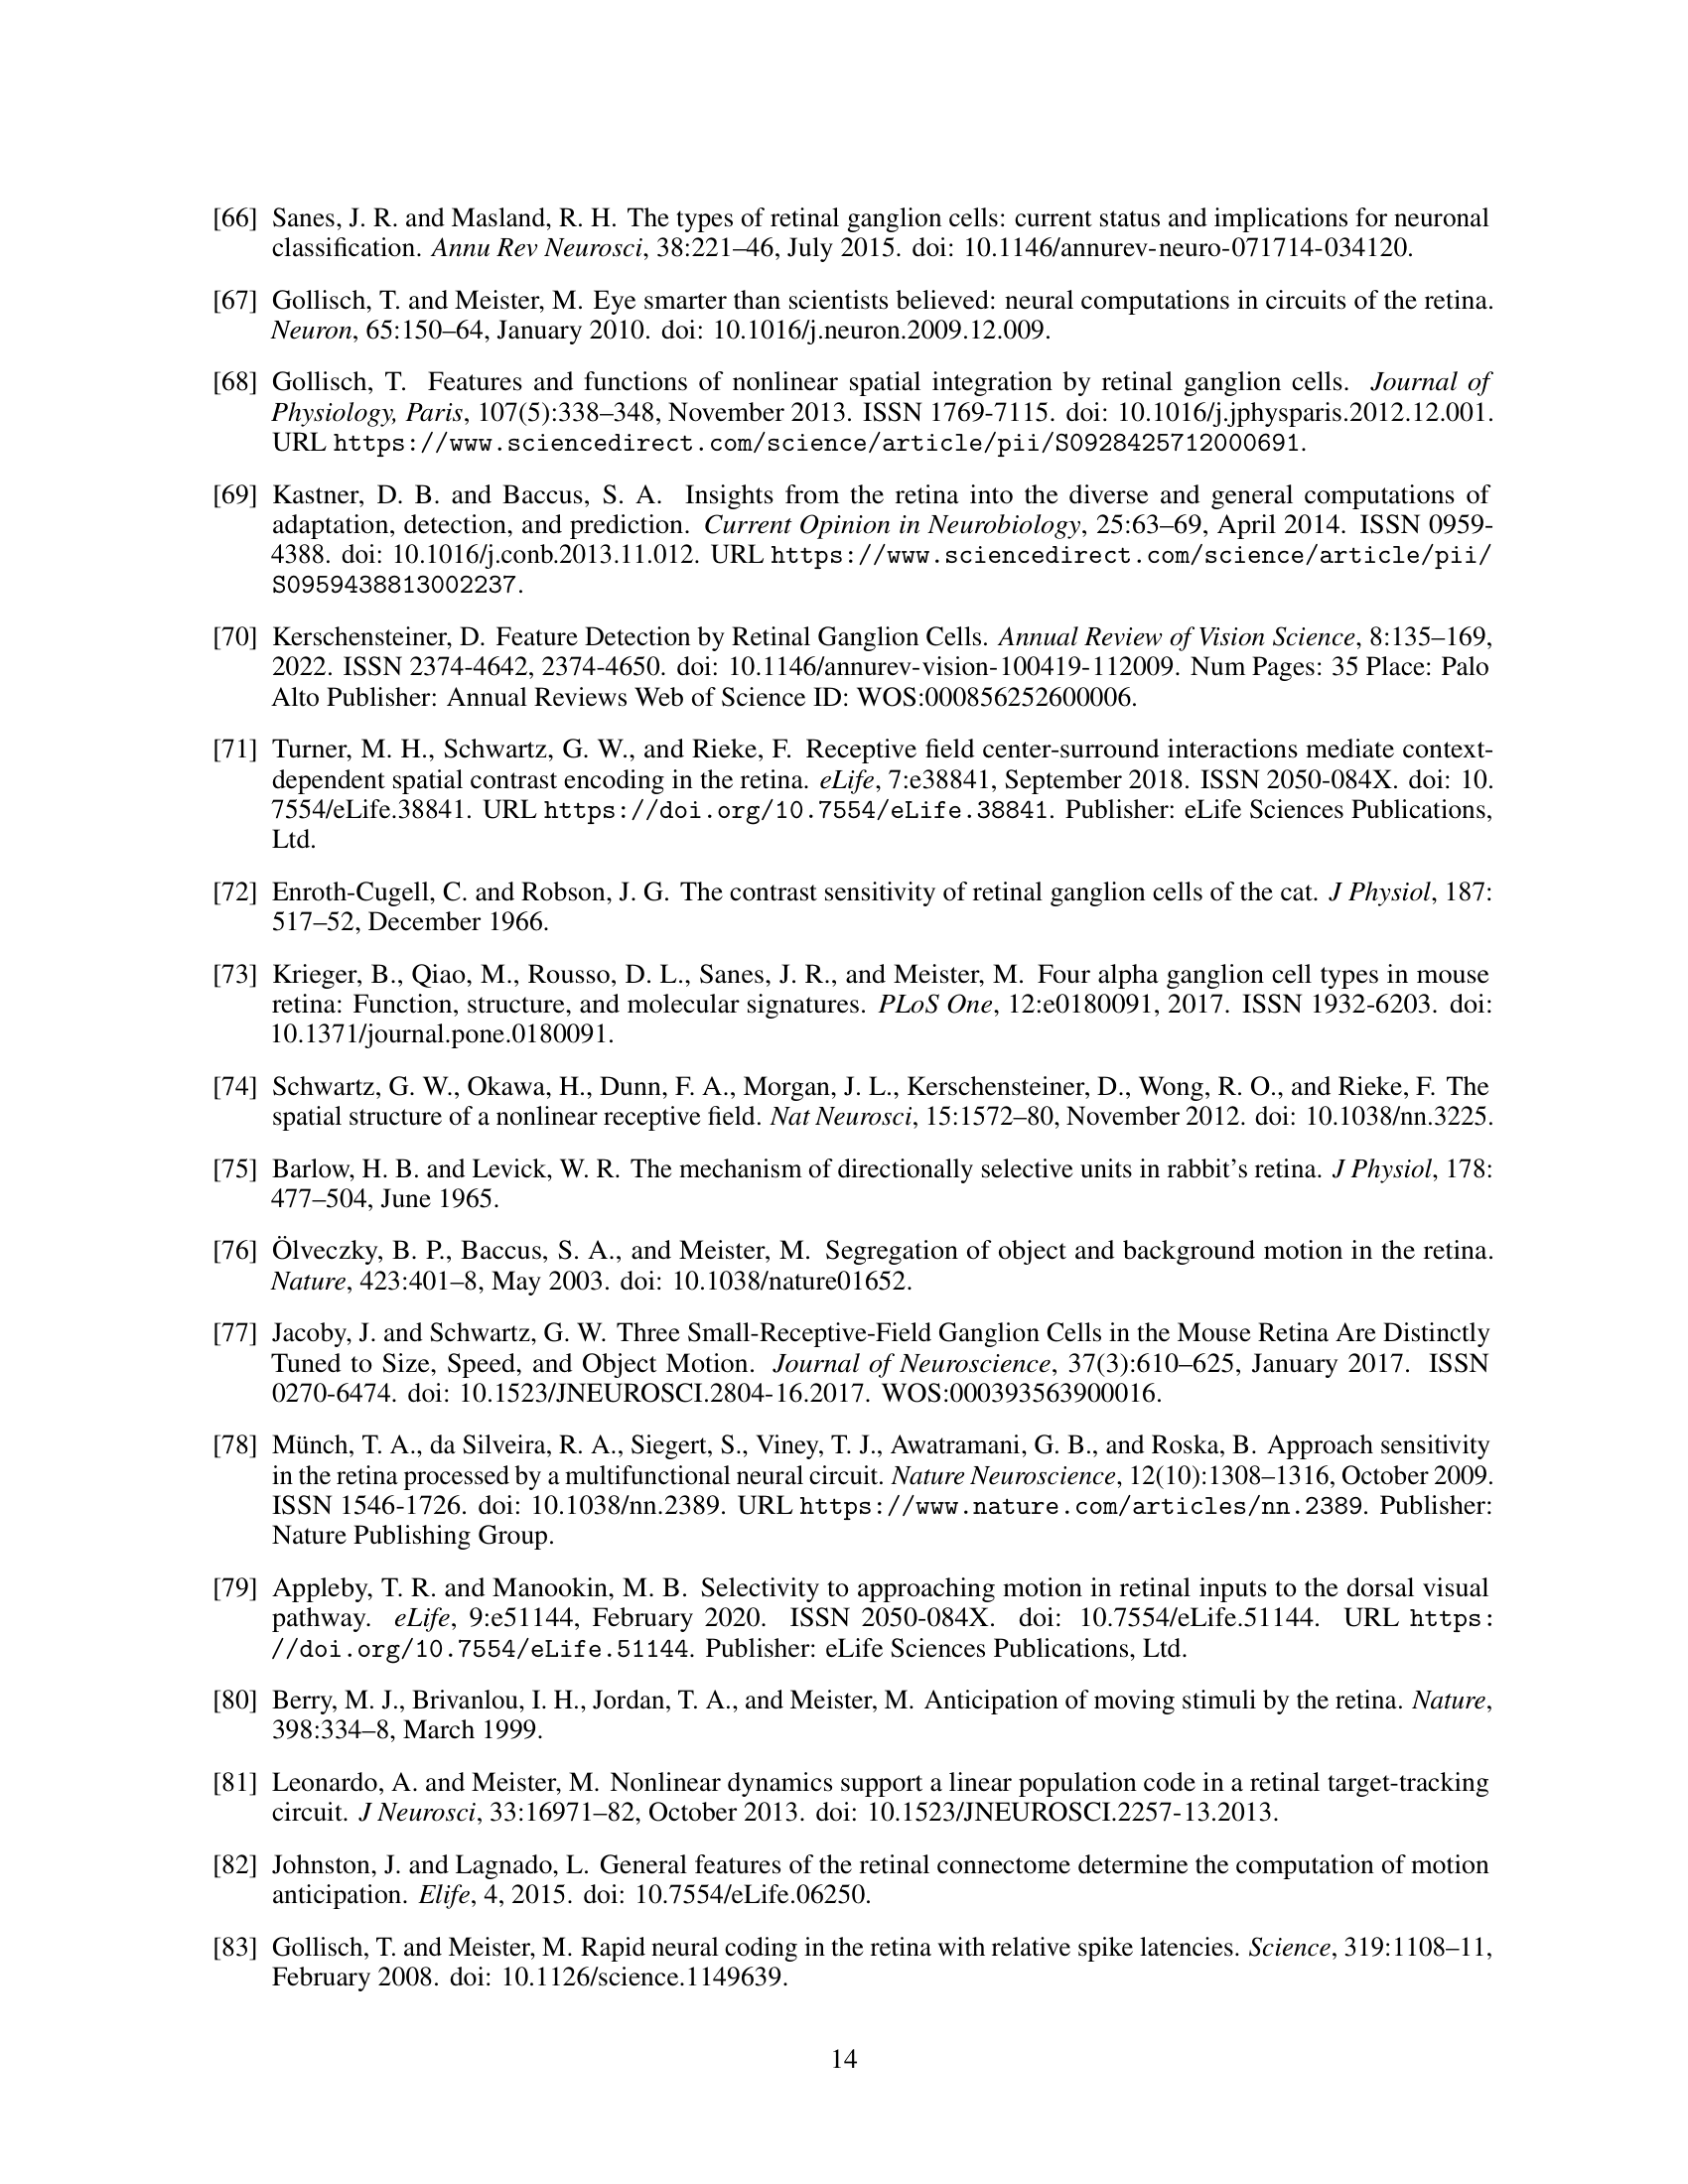 [66] Sanes, J. R. and Masland, R. H. The types of retinal ganglion cells: current status and implications for neuronal
classification. Annu Rev Neurosci, 38:221–46, July 2015. doi: 10.1146/annurev-neuro-071714-034120.
[67] Gollisch, T. and Meister, M. Eye smarter than scientists believed: neural computations in circuits of the retina.
Neuron, 65:150–64, January 2010. doi: 10.1016/j.neuron.2009.12.009.
[68] Gollisch, T. Features and functions of nonlinear spatial integration by retinal ganglion cells. Journal of
Physiology, Paris, 107(5):338–348, November 2013. ISSN 1769-7115. doi: 10.1016/j.jphysparis.2012.12.001.
URL https://www.sciencedirect.com/science/article/pii/S0928425712000691.
[69] Kastner, D. B. and Baccus, S. A. Insights from the retina into the diverse and general computations of
adaptation, detection, and prediction. Current Opinion in Neurobiology, 25:63–69, April 2014. ISSN 0959-
4388. doi: 10.1016/j.conb.2013.11.012. URL https://www.sciencedirect.com/science/article/pii/
S0959438813002237.
[70] Kerschensteiner, D. Feature Detection by Retinal Ganglion Cells. Annual Review of Vision Science, 8:135–169,
2022. ISSN 2374-4642, 2374-4650. doi: 10.1146/annurev-vision-100419-112009. Num Pages: 35 Place: Palo
Alto Publisher: Annual Reviews Web of Science ID: WOS:000856252600006.
[71] Turner, M. H., Schwartz, G. W., and Rieke, F. Receptive field center-surround interactions mediate context-
dependent spatial contrast encoding in the retina. eLife, 7:e38841, September 2018. ISSN 2050-084X. doi: 10.
7554/eLife.38841. URL https://doi.org/10.7554/eLife.38841. Publisher: eLife Sciences Publications,
Ltd.
[72] Enroth-Cugell, C. and Robson, J. G. The contrast sensitivity of retinal ganglion cells of the cat. J Physiol, 187:
517–52, December 1966.
[73] Krieger, B., Qiao, M., Rousso, D. L., Sanes, J. R., and Meister, M. Four alpha ganglion cell types in mouse
retina: Function, structure, and molecular signatures. PLoS One, 12:e0180091, 2017. ISSN 1932-6203. doi:
10.1371/journal.pone.0180091.
[74] Schwartz, G. W., Okawa, H., Dunn, F. A., Morgan, J. L., Kerschensteiner, D., Wong, R. O., and Rieke, F. The
spatial structure of a nonlinear receptive field. Nat Neurosci, 15:1572–80, November 2012. doi: 10.1038/nn.3225.
[75] Barlow, H. B. and Levick, W. R. The mechanism of directionally selective units in rabbit's retina. J Physiol, 178:
477–504, June 1965.
[76] Ölveczky, B. P., Baccus, S. A., and Meister, M. Segregation of object and background motion in the retina.
Nature, 423:401–8, May 2003. doi: 10.1038/nature01652.
[77] Jacoby, J. and Schwartz, G. W. Three Small-Receptive-Field Ganglion Cells in the Mouse Retina Are Distinctly
Tuned to Size, Speed, and Object Motion. Journal of Neuroscience, 37(3):610–625, January 2017. ISSN
0270-6474. doi: 10.1523/JNEUROSCI.2804-16.2017. WOS:000393563900016.
[78] Münch, T. A., da Silveira, R. A., Siegert, S., Viney, T. J., Awatramani, G. B., and Roska, B. Approach sensitivity
in the retina processed by a multifunctional neural circuit. Nature Neuroscience, 12(10):1308–1316, October 2009.
ISSN 1546-1726. doi: 10.1038/nn.2389. URL https://www.nature.com/articles/nn.2389. Publisher:
Nature Publishing Group.
[79] Appleby, T. R. and Manookin, M. B. Selectivity to approaching motion in retinal inputs to the dorsal visual
pathway. eLife, 9:e51144, February 2020. ISSN 2050-084X. doi: 10.7554/eLife.51144. URL https:
//doi.org/10.7554/eLife.51144. Publisher: eLife Sciences Publications, Ltd.
[80] Berry, M. J., Brivanlou, I. H., Jordan, T. A., and Meister, M. Anticipation of moving stimuli by the retina. Nature,
398:334–8, March 1999.
[81] Leonardo, A. and Meister, M. Nonlinear dynamics support a linear population code in a retinal target-tracking
circuit. J Neurosci, 33:16971–82, October 2013. doi: 10.1523/JNEUROSCI.2257-13.2013.
[82] Johnston, J. and Lagnado, L. General features of the retinal connectome determine the computation of motion
anticipation. Elife, 4, 2015. doi: 10.7554/eLife.06250.
[83] Gollisch, T. and Meister, M. Rapid neural coding in the retina with relative spike latencies. Science, 319:1108–11,
February 2008. doi: 10.1126/science.1149639.
14